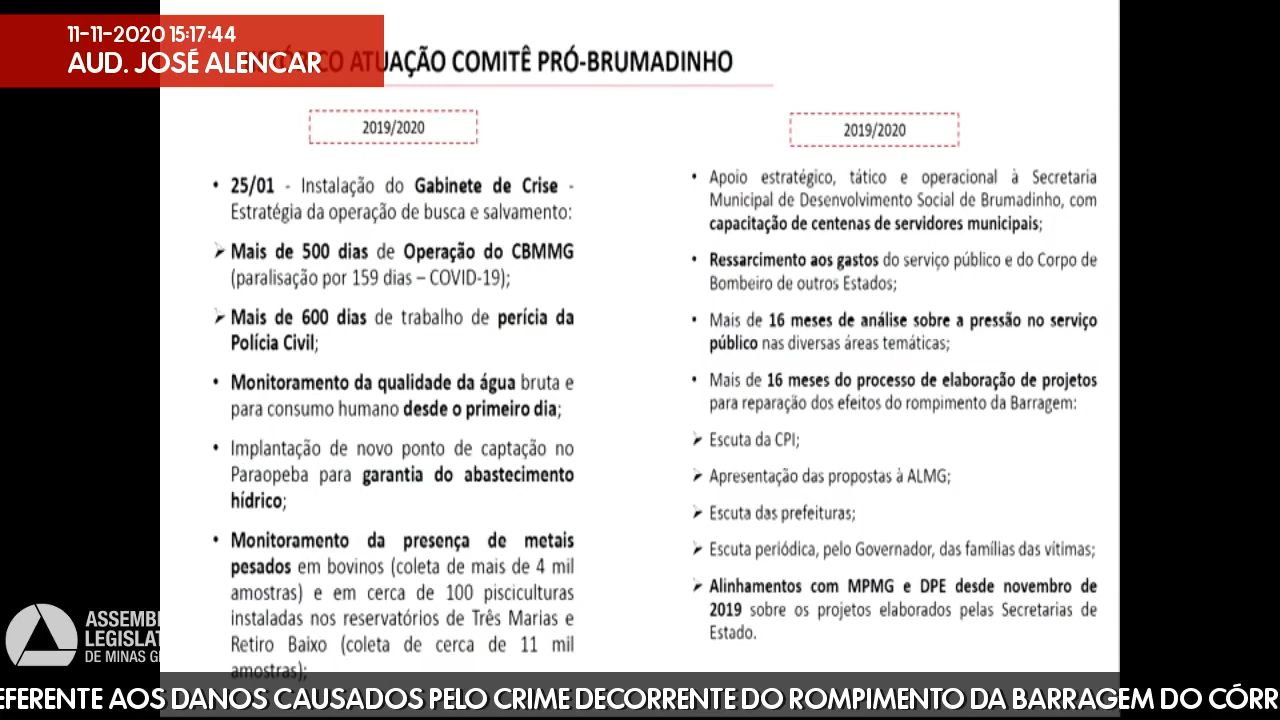 11-11-2020 15:17:44
AUD. JOSÉ ALENCAR
ATUAÇÃO COMITÊ PRÓ-BRUMADINHO
2019/2020
• 25/01 - Instalação do Gabinete de Crise -
Estratégia da operação de busca e salvamento:
➢ Mais de 500 dias de Operação do CBMMG
(paralisação por 159 dias – COVID-19);
➢ Mais de 600 dias de trabalho de perícia da
Polícia Civil;
• Monitoramento da qualidade da água bruta e
para consumo humano desde o primeiro dia;
• Implantação de novo ponto de captação no
Paraopeba para garantia do abastecimento
hídrico;
• Monitoramento da presença de metais
pesados em bovinos (coleta de mais de 4 mil
amostras) e em cerca de 100 pisciculturas
instaladas nos reservatórios de Três Marias e
Retiro Baixo (coleta de cerca de 11 mil
amostras);
2019/2020
• Apoio estratégico, tático e operacional à Secretaria
Municipal de Desenvolvimento Social de Brumadinho, com
capacitação de centenas de servidores municipais;
• Ressarcimento aos gastos do serviço público e do Corpo de
Bombeiro de outros Estados;
• Mais de 16 meses de análise sobre a pressão no serviço
público nas diversas áreas temáticas;
• Mais de 16 meses do processo de elaboração de projetos
para reparação dos efeitos do rompimento da Barragem:
➢ Escuta da CPI;
➢ Apresentação das propostas à ALMG;
➢ Escuta das prefeituras;
➢ Escuta periódica, pelo Governador, das famílias das vítimas;
➢ Alinhamentos com MPMG e DPE desde novembro de
2019 sobre os projetos elaborados pelas Secretarias de
Estado.
ASSEMB
LEGISLAT
DE MINAS G
EFERENTE AOS DANOS CAUSADOS PELO CRIME DECORRENTE DO ROMPIMENTO DA BARRAGEM DO CÓRR